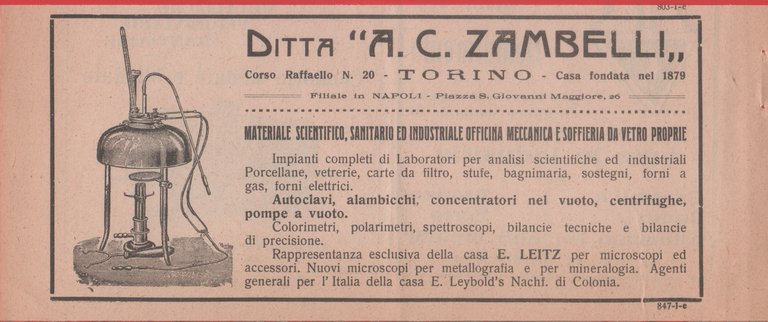 803-I-e
DITTA "A. C. ZAMBELLI„
Corso Raffaello N. 20 - TORINO - Casa fondata nel 1879
Filiale in NAPOLI - Piazza S. Giovanni Maggiore, 26
MATERIALE SCIENTIFICO, SANITARIO ED INDUSTRIALE OFFICINA MECCANICA E SOFFIERIA DA VETRO PROPRIE
Impianti completi di Laboratori per analisi scientifiche ed industriali
Porcellane, vetrerie, carte da filtro, stufe, bagnimaria, sostegni, forni a
gas, forni elettrici.
Autoclavi, alambicchi, concentratori nel vuoto, centrifughe,
pompe a vuoto.
Colorimetri, polarimetri, spettroscopi, bilancie tecniche e bilancie
di precisione.
Rappresentanza esclusiva della casa E. LEITZ per microscopi ed
accessori. Nuovi microscopi per metallografia e per mineralogia. Agenti
generali per l' Italia della casa E. Leybold's Nachf. di Colonia.
847-I-e